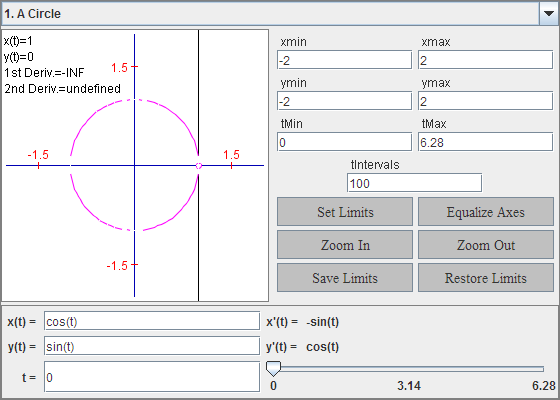 1. A Circle
x(t)=1
y(t)=0
1st Deriv.=-INF
2nd Deriv.=undefined
1.5
-1.5
1.5
-1.5
xmin
xmax
-2
2
ymin
ymax
-2
2
tMin
tMax
0
6.28
tIntervals
100
Set Limits
Equalize Axes
Zoom In
Zoom Out
Save Limits
Restore Limits
x(t) = cos(t)
x'(t) = -sin(t)
y(t) = sin(t)
y'(t) = cos(t)
t = 0
0 3.14 6.28